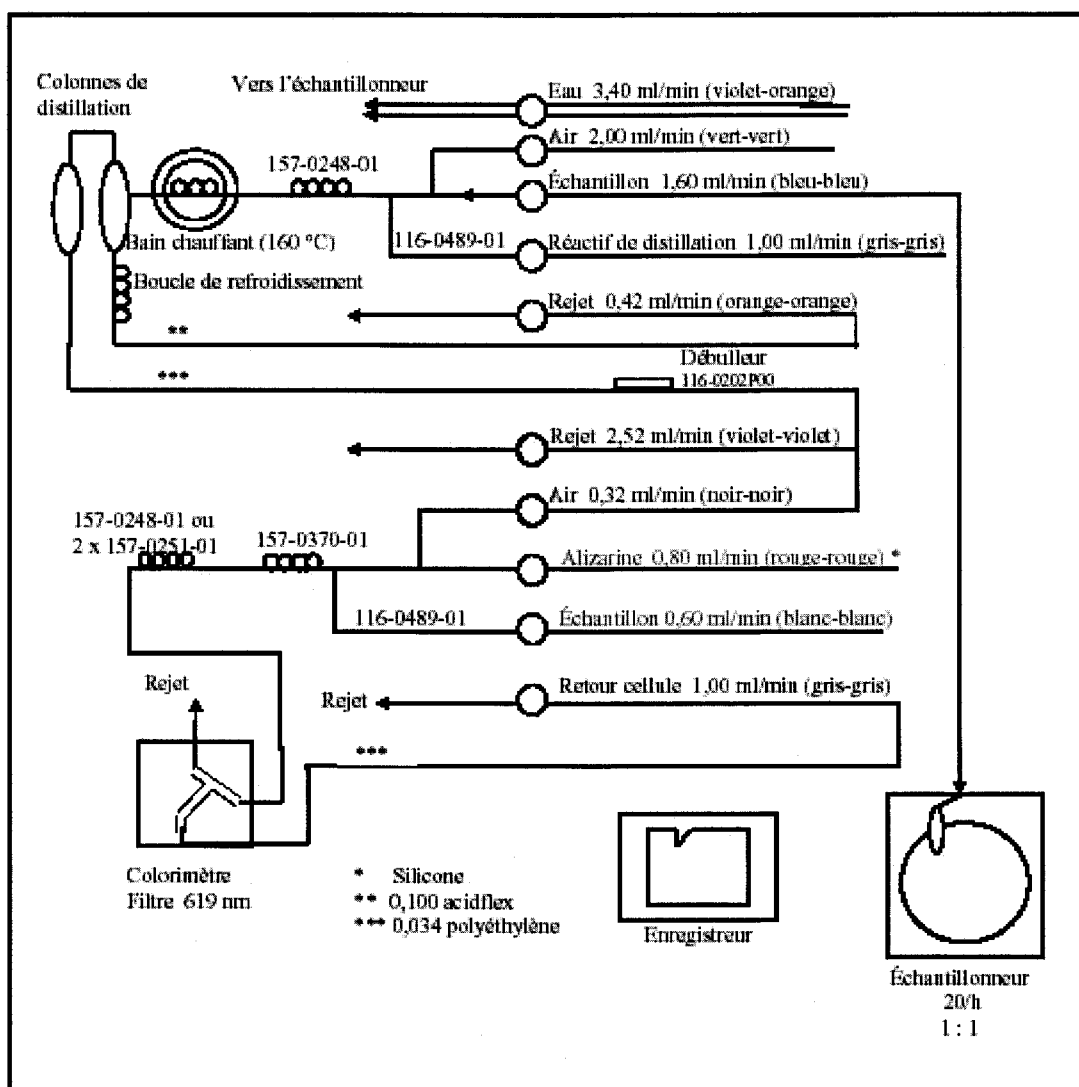 Colonnes de
distillation
Vers l'échantillonneur
Eau 3,40 ml/min (violet-orange)
Air 2,00 ml/min (vert-vert)
157-0248-01
Échantillon 1,60 ml/min (bleu-bleu)
Bain chauffant (160 °C)
116-0489-01
Réactif de distillation 1,00 ml/min (gris-gris)
Boucle de refroidissement
Rejet 0,42 ml/min (orange-orange)
**
***
Débulleur
116-0202P00
Rejet 2,52 ml/min (violet-violet)
Air 0,32 ml/min (noir-noir)
157-0248-01 ou
2 x 157-0251-01
157-0370-01
Alizarine 0,80 ml/min (rouge-rouge) *
116-0489-01
Échantillon 0,60 ml/min (blanc-blanc)
Rejet
Rejet
Retour cellule 1,00 ml/min (gris-gris)
***
Colorimètre
Filtre 619 nm
* Silicone
** 0,100 acidflex
*** 0,034 polyéthylène
Enregistreur
Échantillonneur
20/h
1 : 1